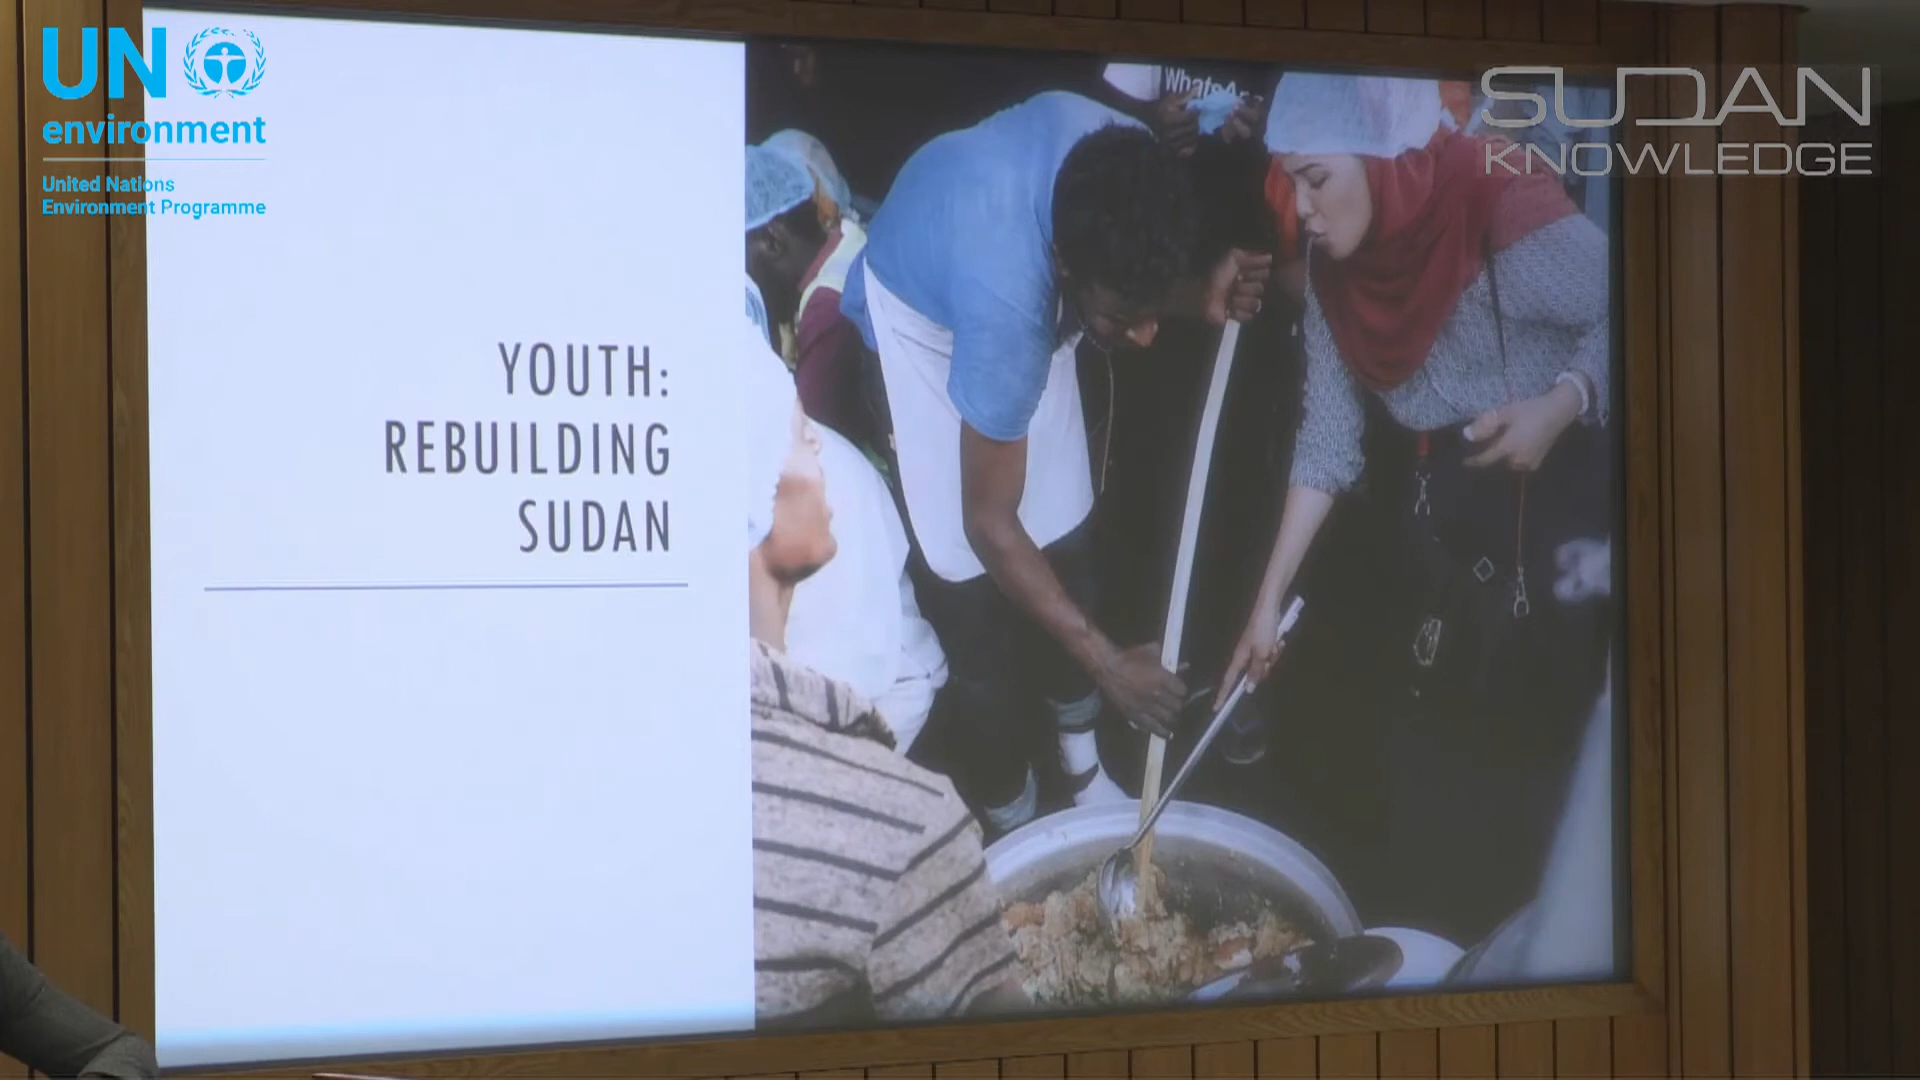 UN
environment
United Nations
Environment Programme
SUDAN
KNOWLEDGE
YOUTH:
REBUILDING
SUDAN